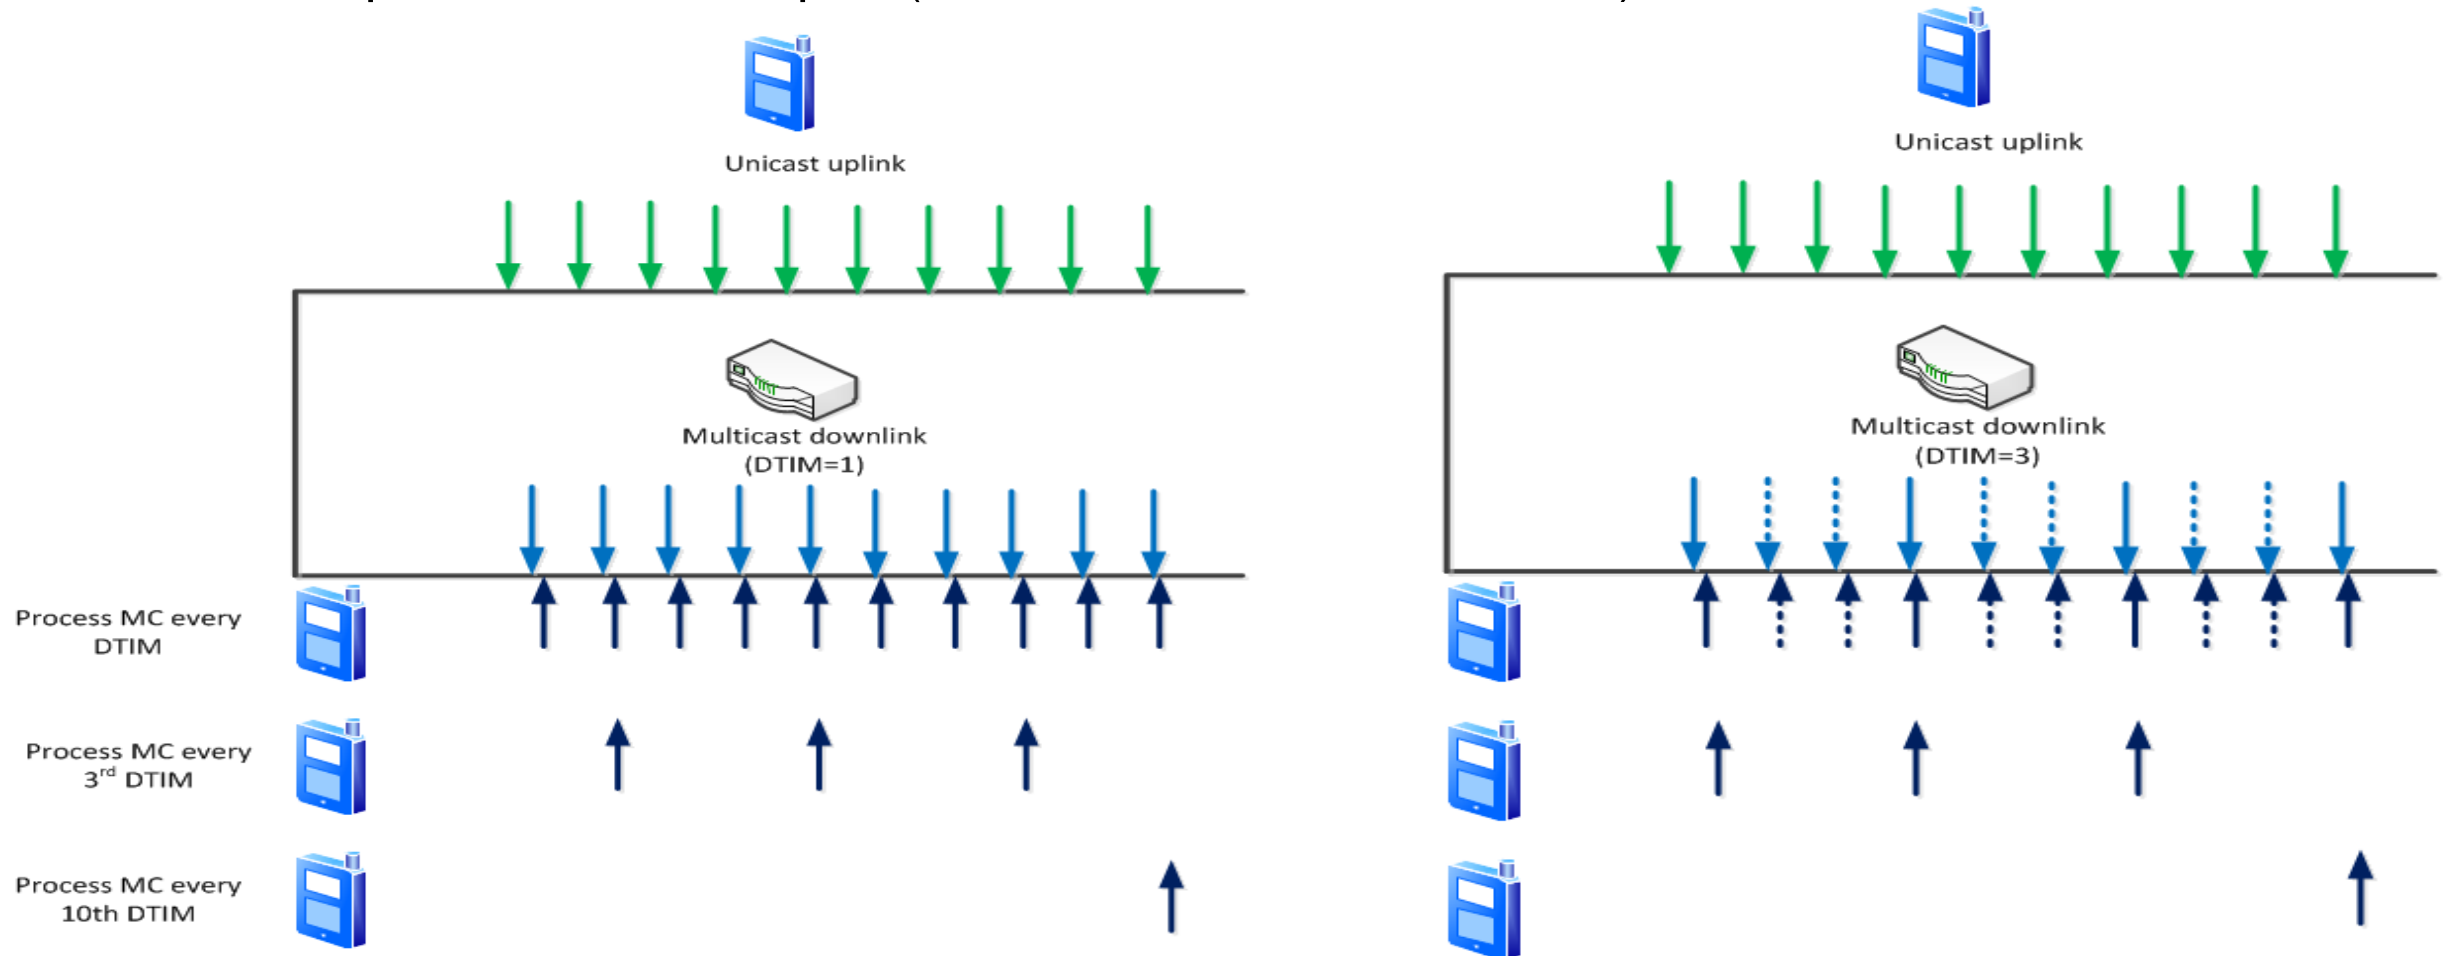 Unicast uplink
Multicast downlink
(DTIM=1)
Process MC every
DTIM
Process MC every
3rd DTIM
Process MC every
10th DTIM
Unicast uplink
Multicast downlink
(DTIM=3)